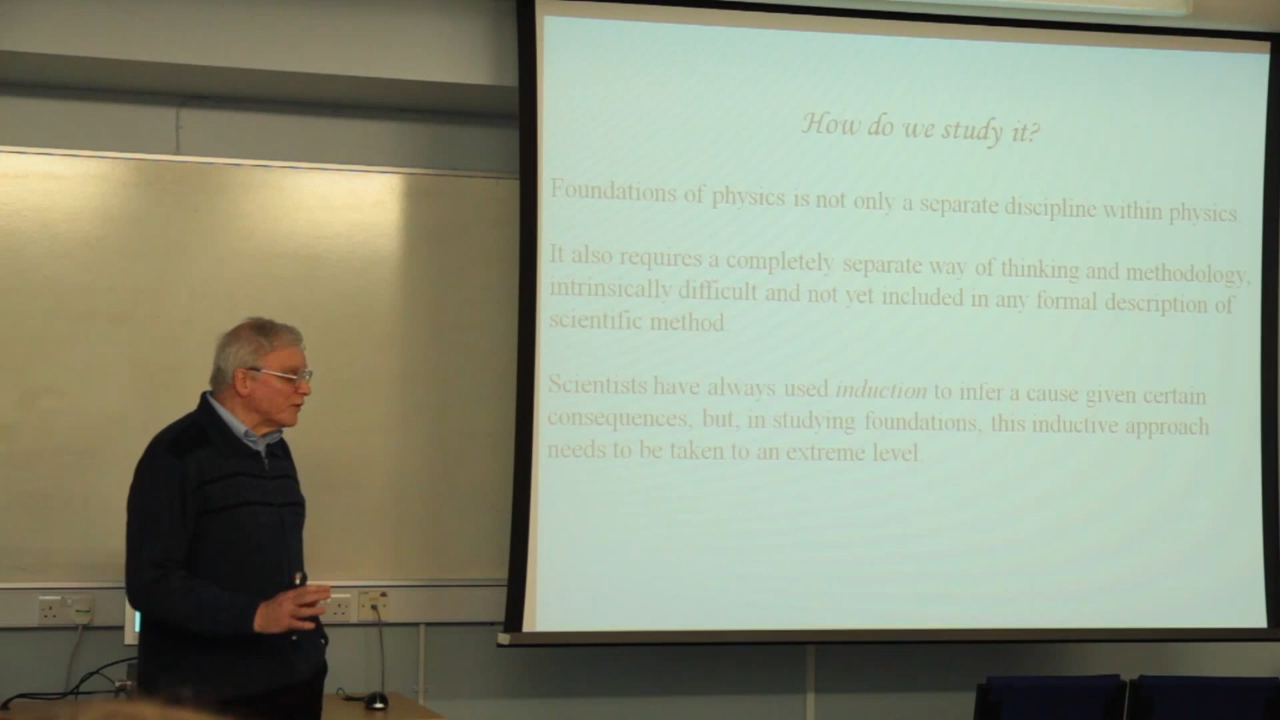 How do we study it?
Foundations of physics is not only a separate discipline within physics.
It also requires a completely separate way of thinking and methodology,
intrinsically difficult and not yet included in any formal description of
scientific method.
Scientists have always used induction to infer a cause given certain
consequences, but, in studying foundations, this inductive approach
needs to be taken to an extreme level.